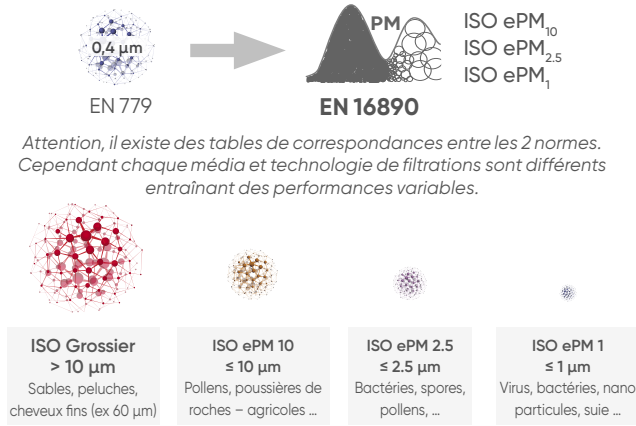 0,4 µm
EN 779
PM
EN 16890
ISO ePM10
ISO ePM2.5
ISO ePM1
Attention, il existe des tables de correspondances entre les 2 normes.
Cependant chaque média et technologie de filtrations sont différents
entraînant des performances variables.
ISO Grossier
> 10 µm
Sables, peluches,
cheveux fins (ex 60 µm)
ISO ePM 10
≤ 10 µm
Pollens, poussières de
roches – agricoles ...
ISO ePM 2.5
≤ 2.5 µm
Bactéries, spores,
pollens, ...
ISO ePM 1
≤ 1 µm
Virus, bactéries, nano
particules, suie ...